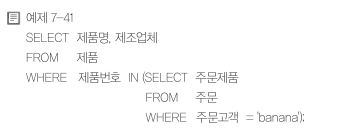 예제 7-41
SELECT 제품명, 제조업체
FROM 제품
WHERE 제품번호 IN (SELECT 주문제품
FROM 주문
WHERE 주문고객 = 'banana');